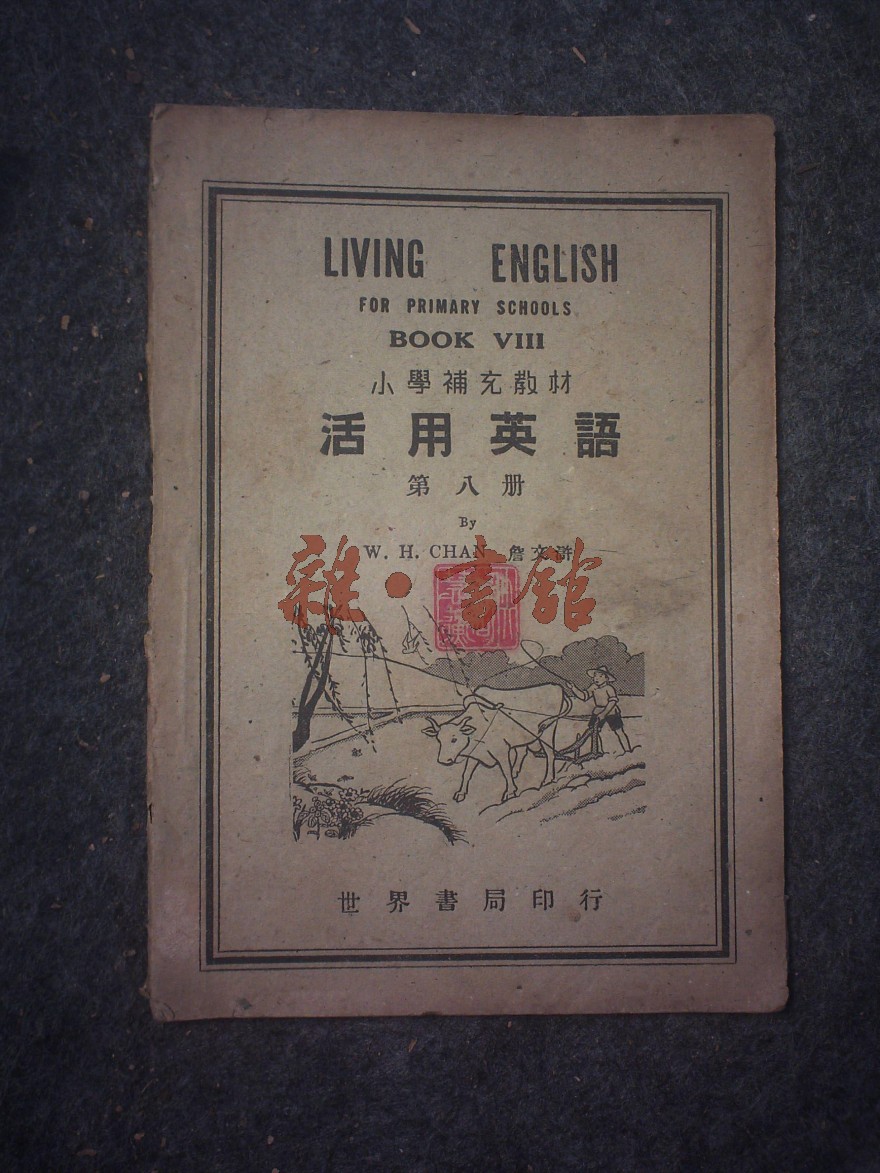 LIVING ENGLISH
FOR PRIMARY SCHOOLS
BOOK VIII
小學補充教材
活用英語
第八册
By
W. H. CHAN 詹文滸
雜·書館
世界書局印行